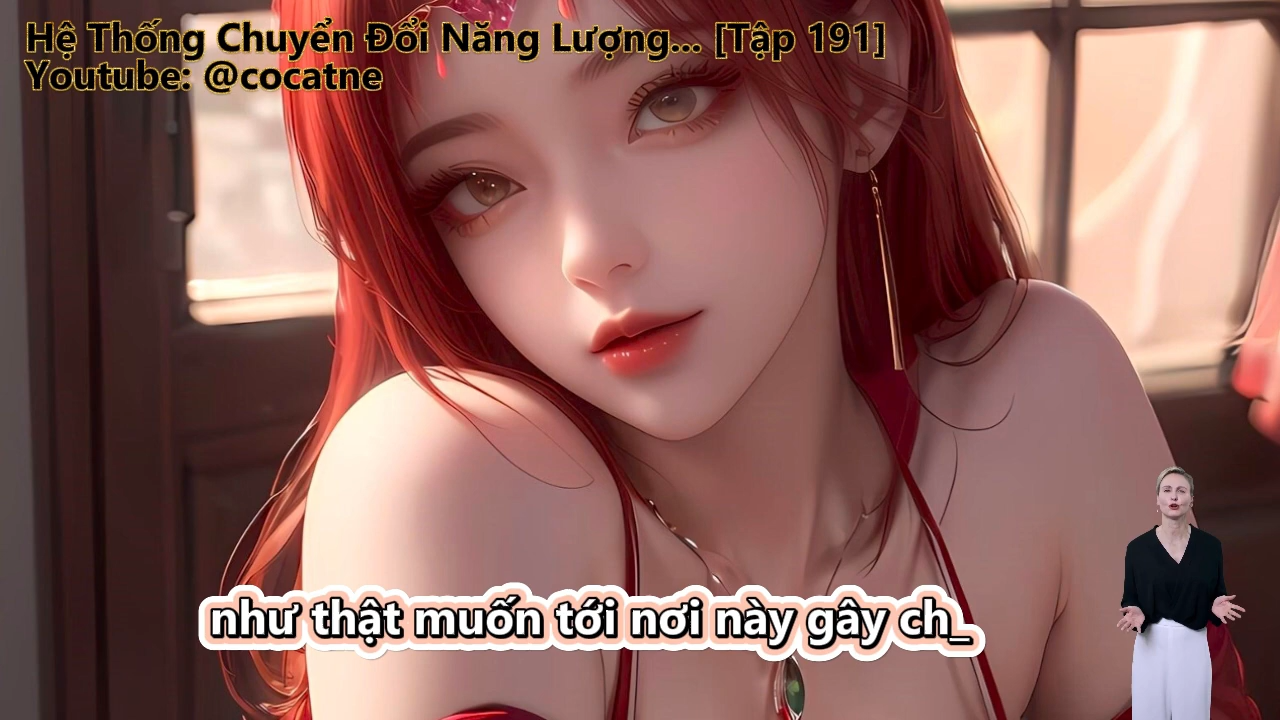 Hệ Thống Chuyển Đổi Năng Lượng... [Tập 191]
Youtube: @cocatne
như thật muốn tới nơi này gây ch_